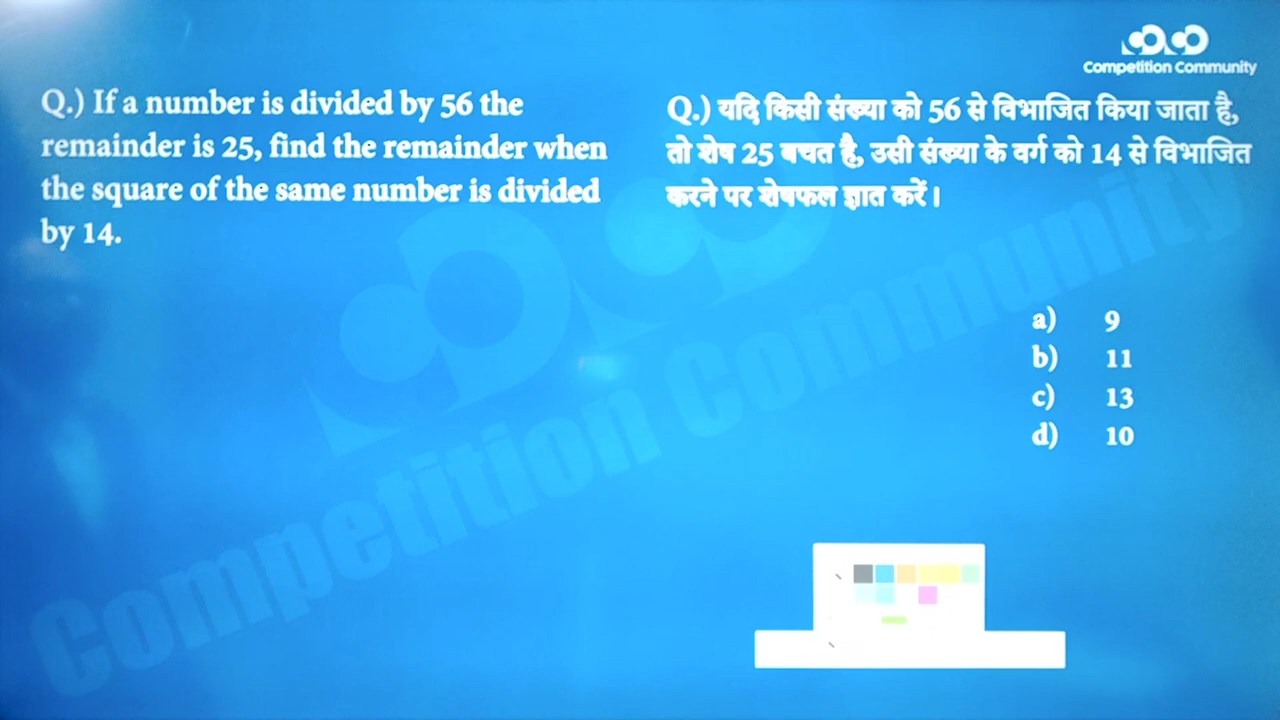 Competition Community
Q.) If a number is divided by 56 the
remainder is 25, find the remainder when
the square of the same number is divided
by 14.
Q.) यदि किसी संख्या को 56 से विभाजित किया जाता है,
तो शेष 25 बचत है, उसी संख्या के वर्ग को 14 से विभाजित
करने पर शेषफल ज्ञात करें।
a) 9
b) 11
c) 13
d) 10
Competition Community